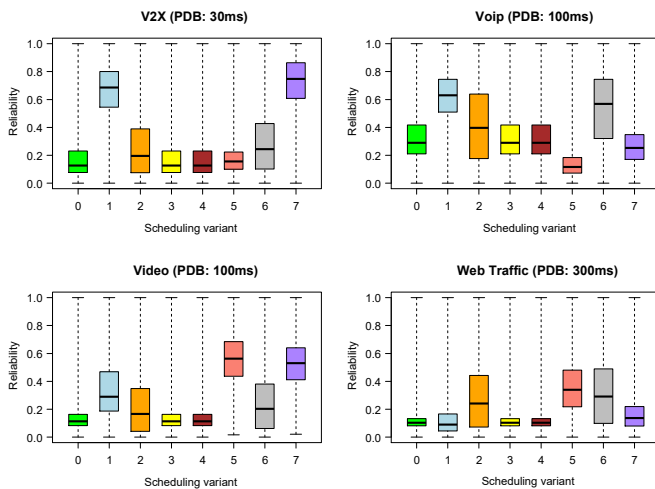 V2X (PDB: 30ms)
Reliability
1.0
0.8
0.6
0.4
0.2
0.0
0 1 2 3 4 5 6 7
Scheduling variant
Voip (PDB: 100ms)
Reliability
1.0
0.8
0.6
0.4
0.2
0.0
0 1 2 3 4 5 6 7
Scheduling variant
Video (PDB: 100ms)
Reliability
1.0
0.8
0.6
0.4
0.2
0.0
0 1 2 3 4 5 6 7
Scheduling variant
Web Traffic (PDB: 300ms)
Reliability
1.0
0.8
0.6
0.4
0.2
0.0
0 1 2 3 4 5 6 7
Scheduling variant